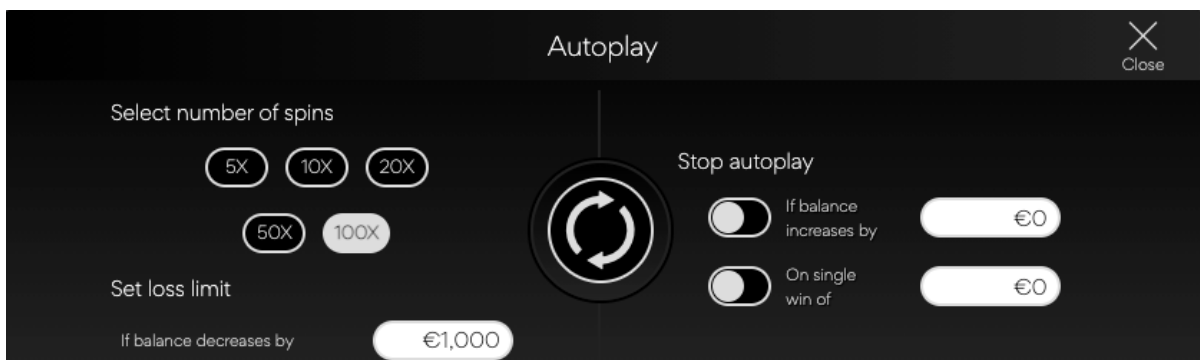 Autoplay
Close
Select number of spins
5X 10X 20X
50X 100X
Set loss limit
If balance decreases by €1,000
Stop autoplay
If balance
increases by €0
On single
win of €0